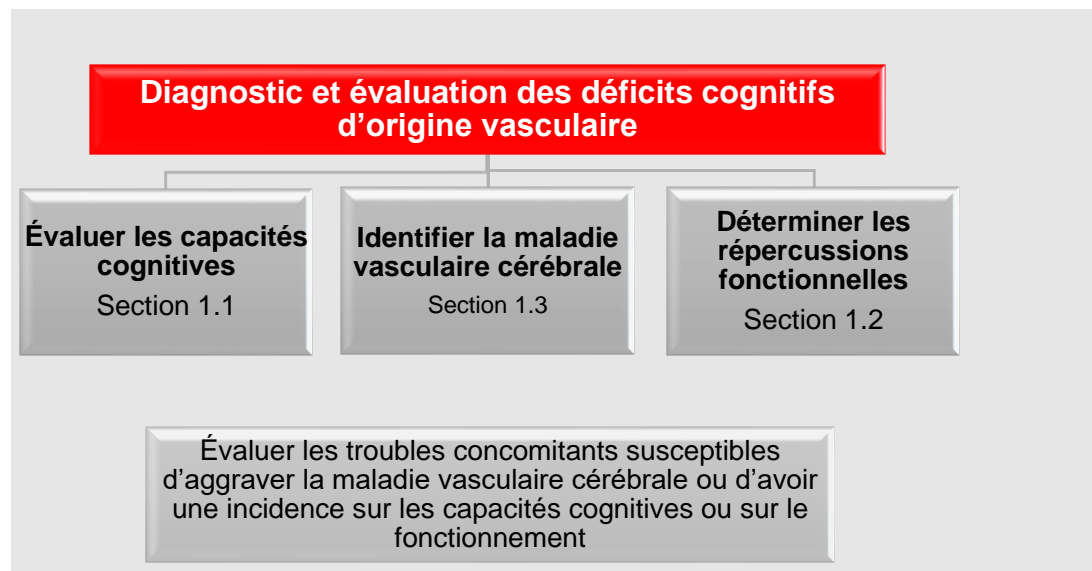 Diagnostic et évaluation des déficits cognitifs
d’origine vasculaire
Évaluer les capacités
cognitives
Section 1.1
Identifier la maladie
vasculaire cérébrale
Section 1.3
Déterminer les
répercussions
fonctionnelles
Section 1.2
Évaluer les troubles concomitants susceptibles
d’aggraver la maladie vasculaire cérébrale ou d’avoir
une incidence sur les capacités cognitives ou sur le
fonctionnement